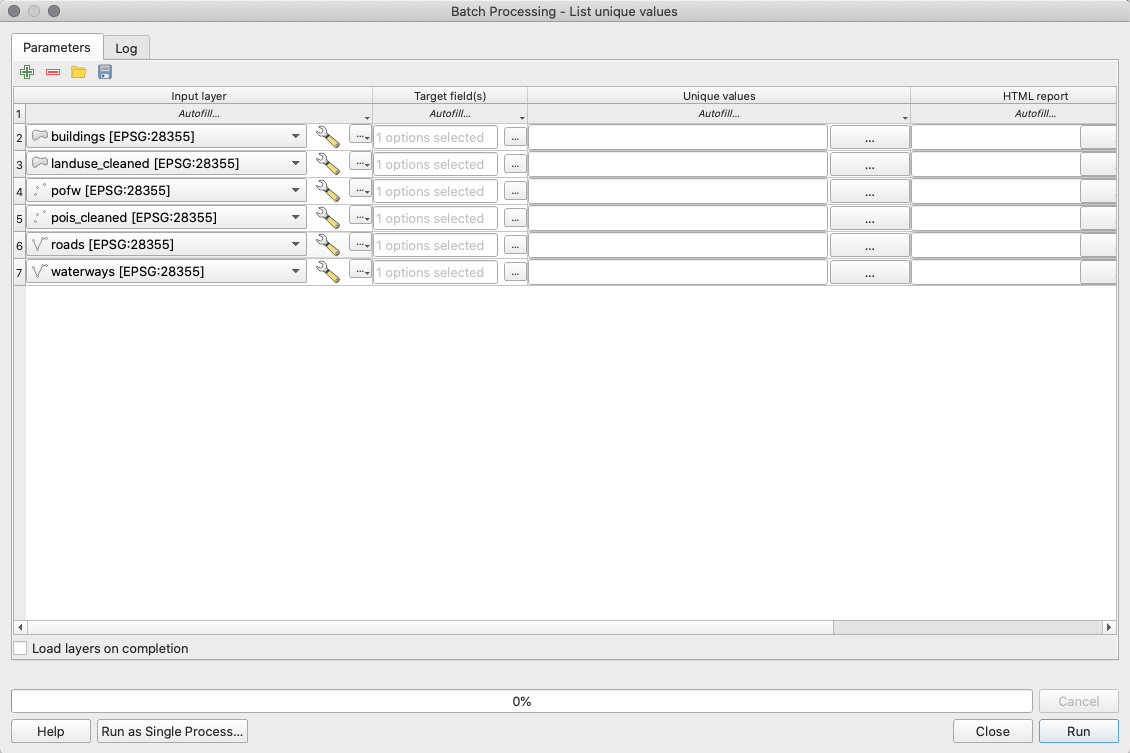 Batch Processing - List unique values
Parameters Log
Input layer Target field(s) Unique values HTML report
1 Autofill... Autofill... Autofill... Autofill...
2 buildings [EPSG:28355] ... 1 options selected ... ...
3 landuse_cleaned [EPSG:28355] ... 1 options selected ... ...
4 pofw [EPSG:28355] ... 1 options selected ... ...
5 pois_cleaned [EPSG:28355] ... 1 options selected ... ...
6 roads [EPSG:28355] ... 1 options selected ... ...
7 waterways [EPSG:28355] ... 1 options selected ... ...
Load layers on completion
0% Cancel
Help Run as Single Process... Close Run